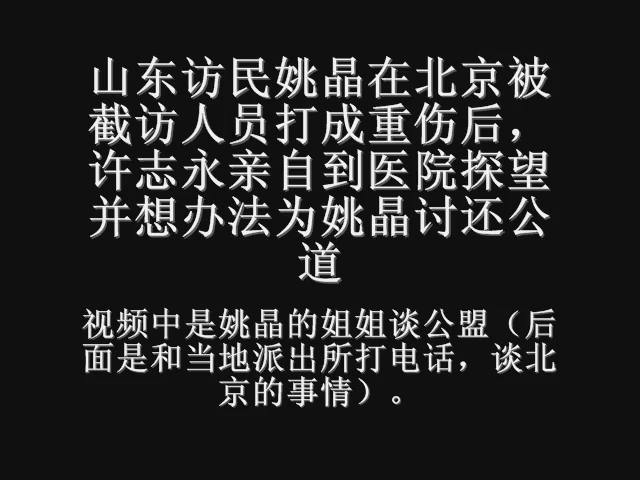 山东访民姚晶在北京被
截访人员打成重伤后，
许志永亲自到医院探望
并想办法为姚晶讨还公
道
视频中是姚晶的姐姐谈公盟（后
面是和当地派出所打电话，谈北
京的事情）。